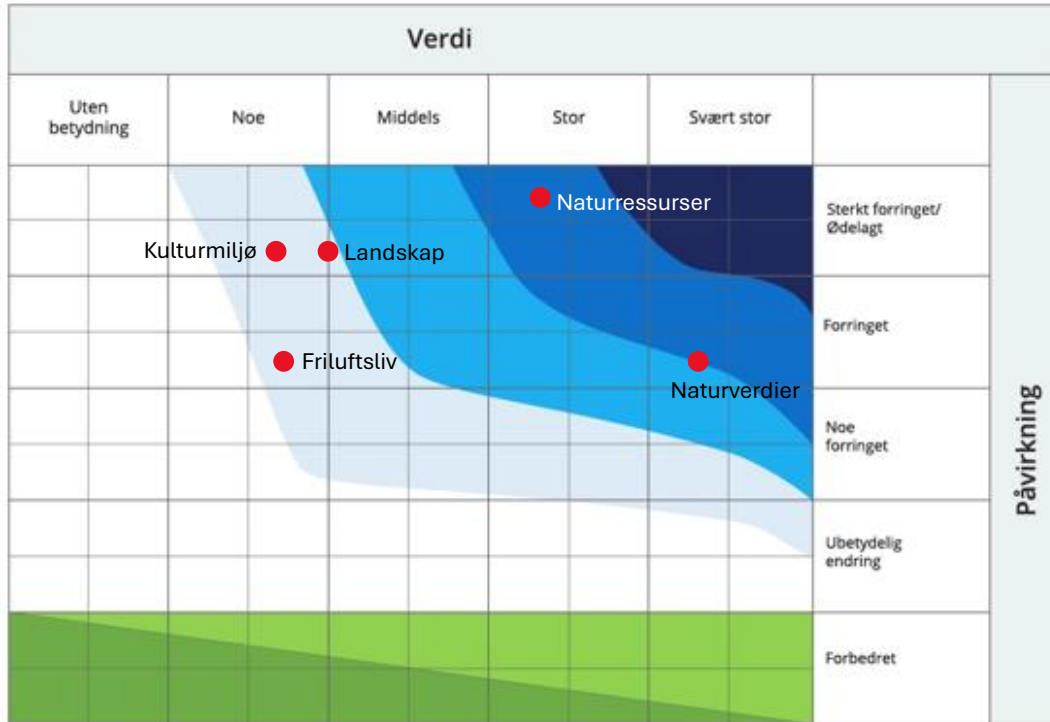 Verdi
Uten
betydning
Noe
Middels
Stor
Svært stor
Naturressurser
Sterkt forringet/
Ødelagt
Kulturmiljø
Landskap
Forringet
Friluftsliv
Naturverdier
Noe
forringet
Påvirkning
Ubetydelig
endring
Forbedret